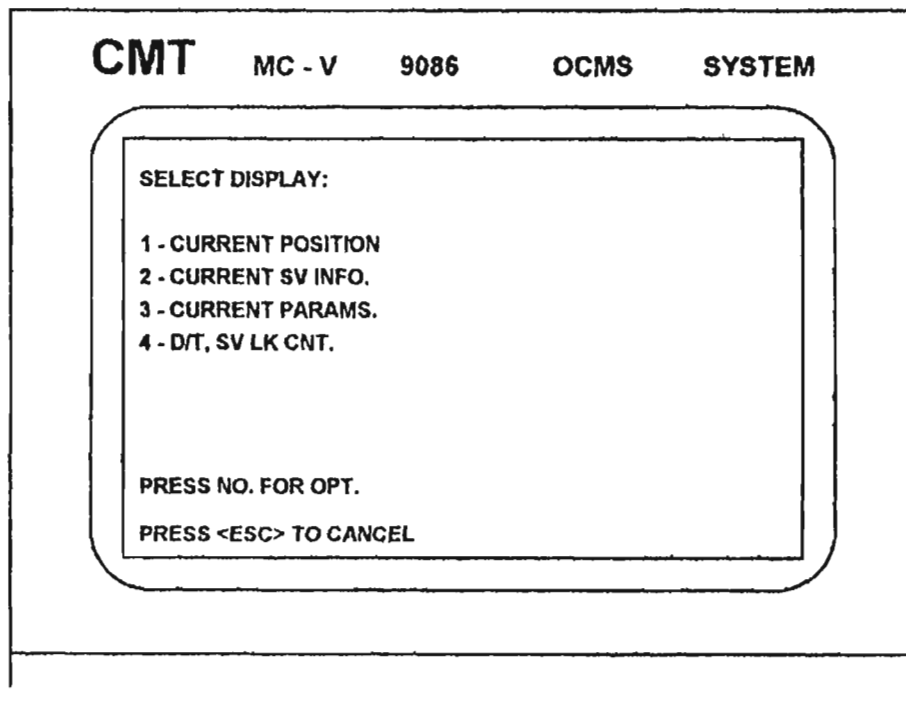 CMT MC - V 9086 OCMS SYSTEM
SELECT DISPLAY:
1 - CURRENT POSITION
2 - CURRENT SV INFO.
3 - CURRENT PARAMS.
4 - D/T, SV LK CNT.
PRESS NO. FOR OPT.
PRESS <ESC> TO CANCEL